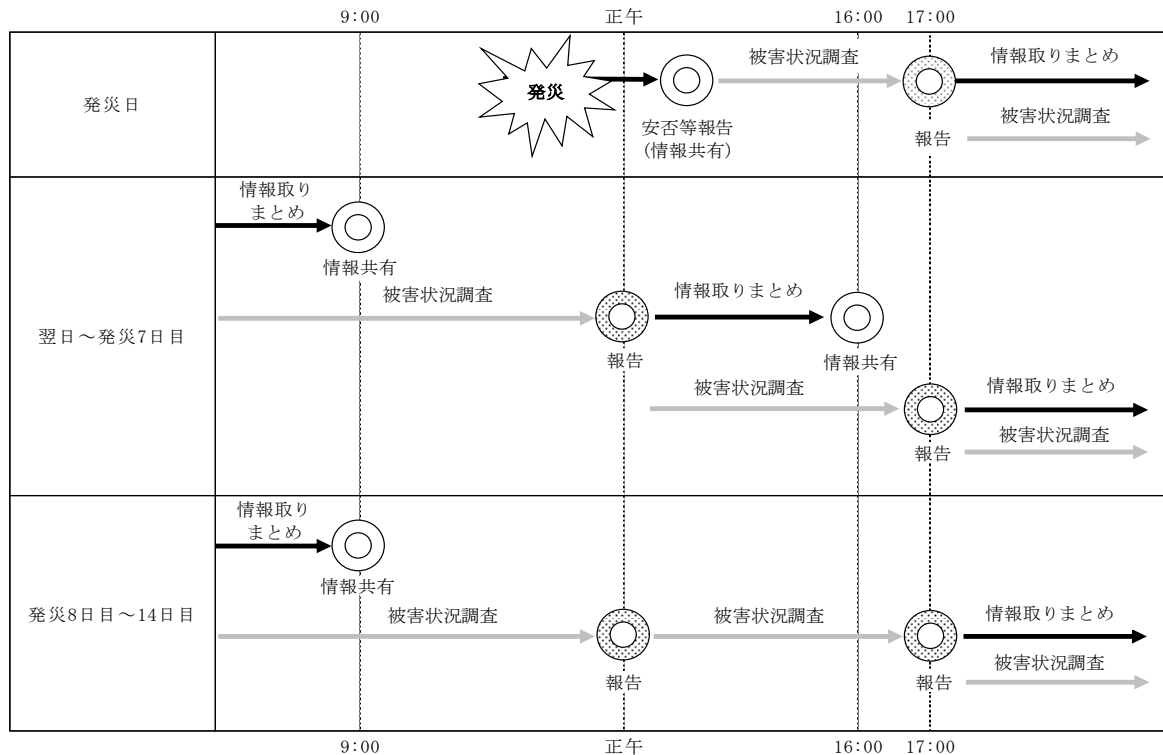 9:00
正午
16:00
17:00
発災日
発災
安否等報告
(情報共有)
被害状況調査
報告
情報取りまとめ
被害状況調査
翌日～発災7日目
情報取り
まとめ
情報共有
被害状況調査
報告
情報取りまとめ
情報共有
被害状況調査
報告
情報取りまとめ
被害状況調査
発災8日目～14日目
情報取り
まとめ
情報共有
被害状況調査
報告
被害状況調査
報告
情報取りまとめ
被害状況調査
9:00
正午
16:00
17:00